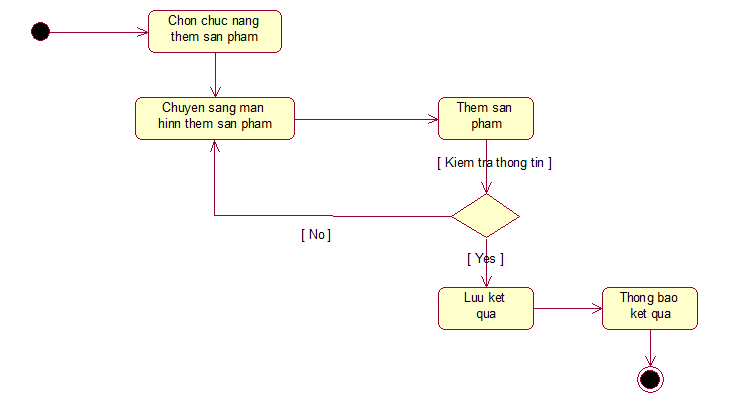 Chon chuc nang
them san pham
Chuyen sang man
hinn them san pham
Them san
pham
[ Kiem tra thong tin ]
[ No ]
[ Yes ]
Luu ket
qua
Thong bao
ket qua